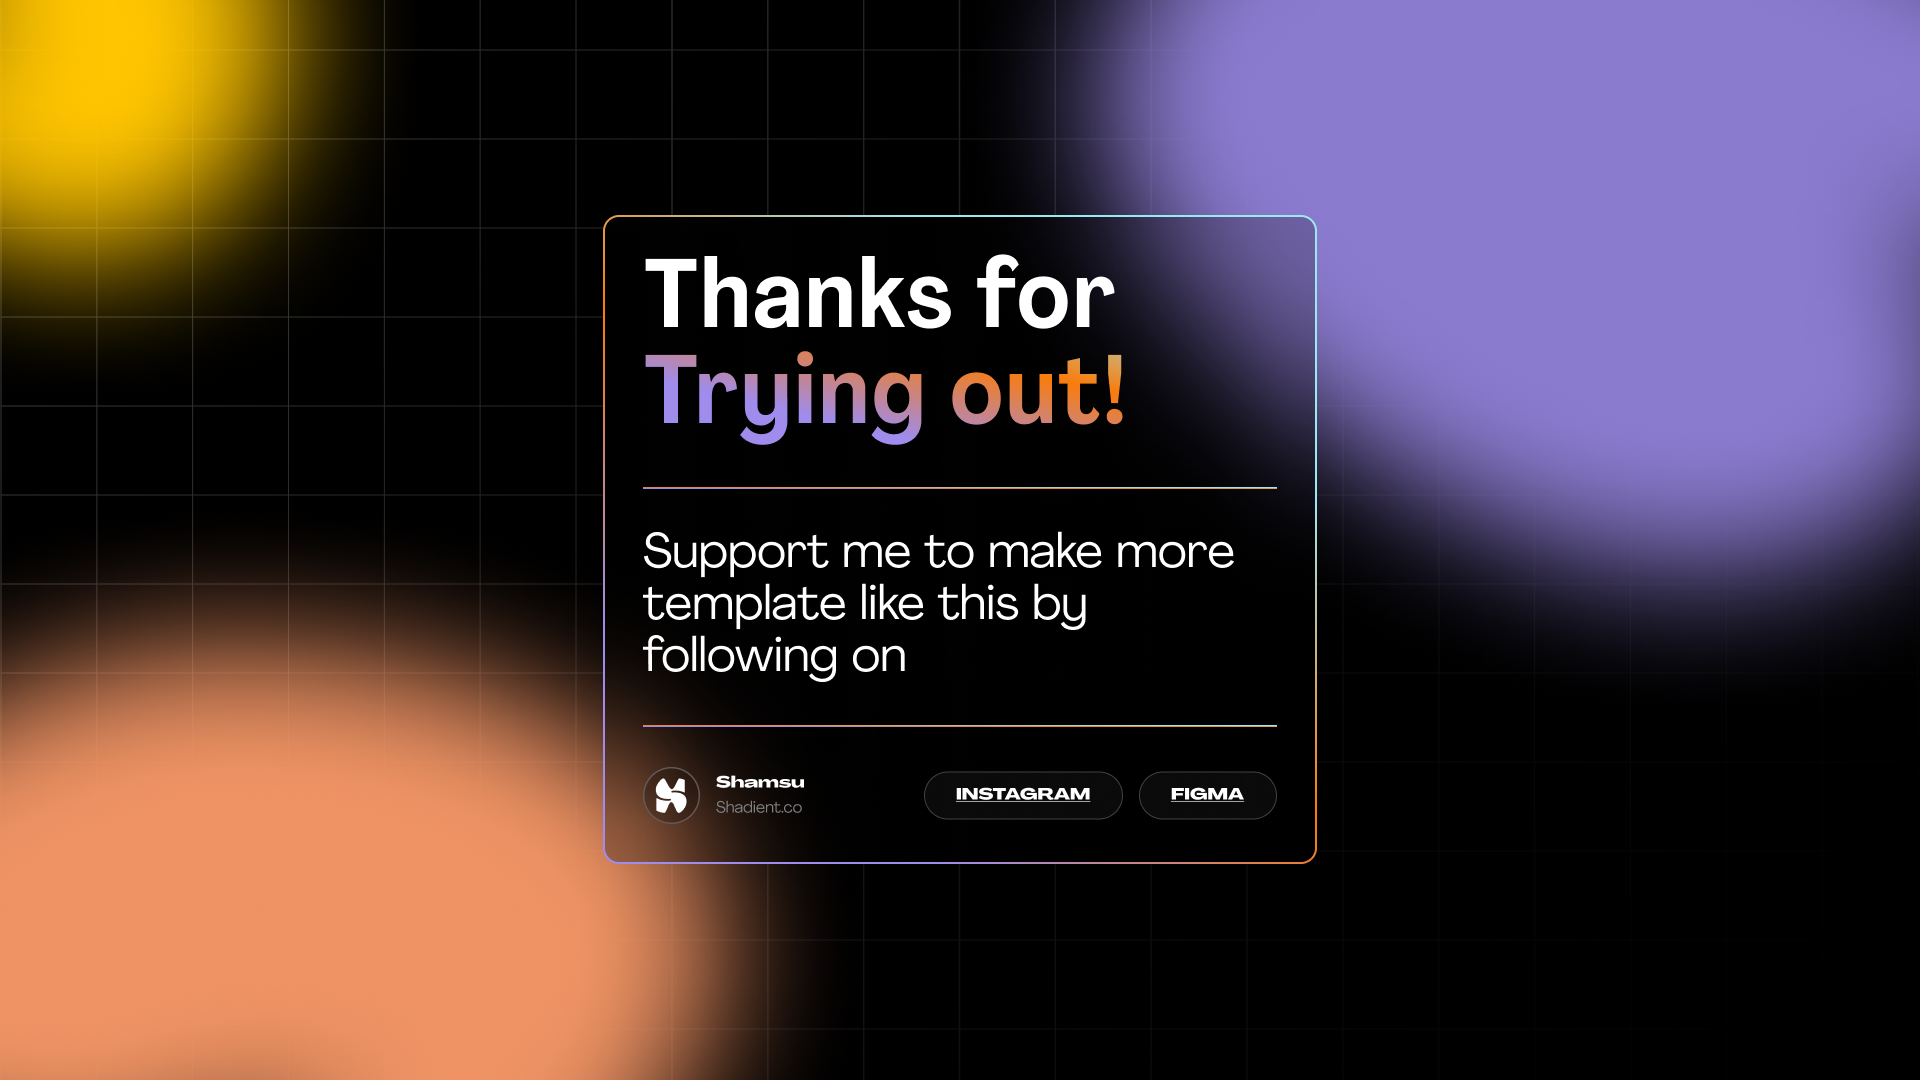 Thanks for
Trying out!
Support me to make more
template like this by
following on
Shamsu
Shadient.co
INSTAGRAM
FIGMA